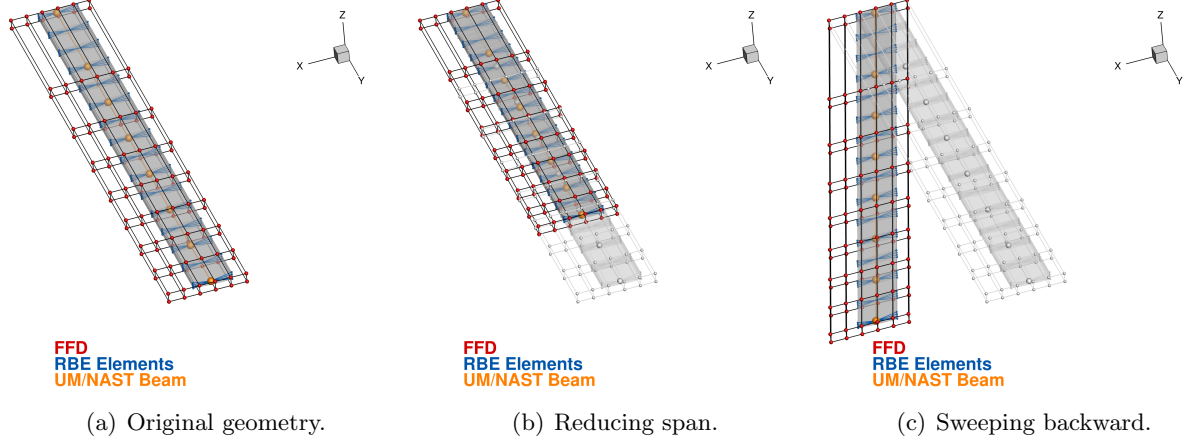 Z
X
Y
FFD
RBE Elements
UM/NAST Beam
(a) Original geometry.
Z
X
Y
FFD
RBE Elements
UM/NAST Beam
(b) Reducing span.
Z
X
Y
FFD
RBE Elements
UM/NAST Beam
(c) Sweeping backward.